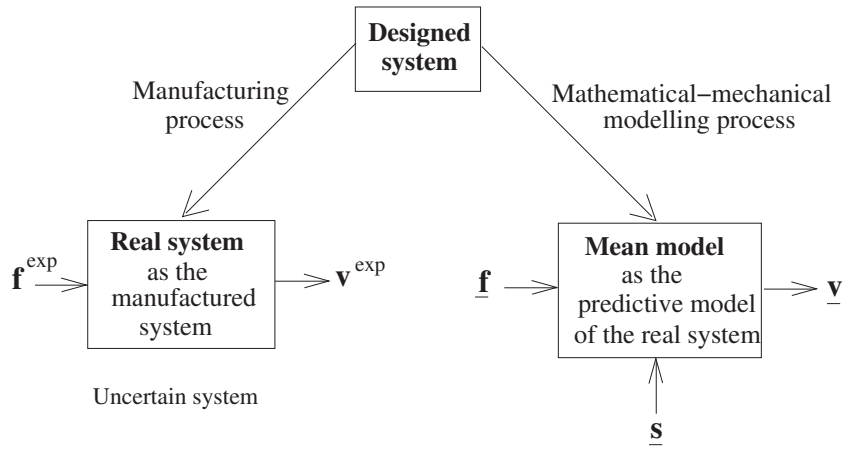 Designed
system
Manufacturing
process
Mathematical−mechanical
modelling process
Real system
as the
manufactured
system
f exp
v exp
Mean model
as the
predictive model
of the real system
f
v
s
Uncertain system